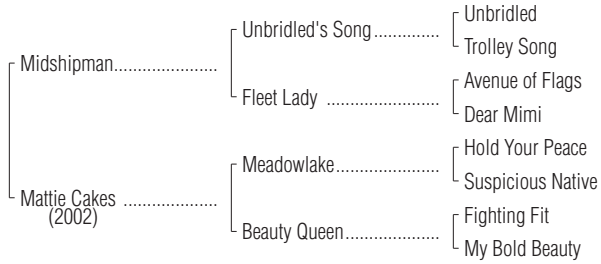 Unbridled
Unbridled's Song..............
Trolley Song
Midshipman.....................
Avenue of Flags
Fleet Lady ........................
Dear Mimi
Hold Your Peace
Meadowlake......................
Suspicious Native
Mattie Cakes ...................
(2002)
Fighting Fit
Beauty Queen....................
My Bold Beauty